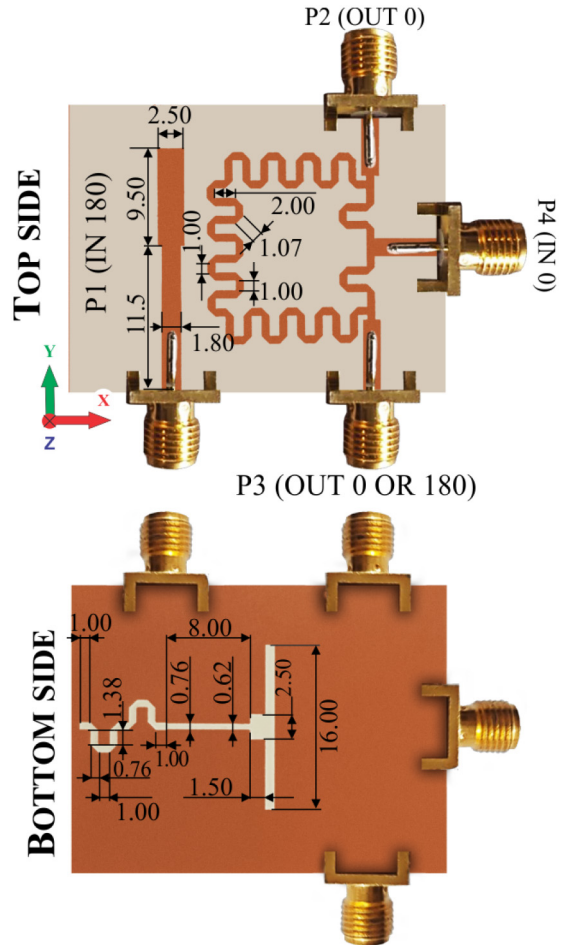 P2 (OUT 0)
2.50
TOP SIDE
9.50
P1 (IN 180)
1.00
2.00
1.07
1.00
P4 (IN 0)
11.5
1.80
Y
X
Z
P3 (OUT 0 OR 180)
BOTTOM SIDE
1.00
8.00
1.38
0.76
0.62
2.50
16.00
1.00
0.76
1.50
1.00